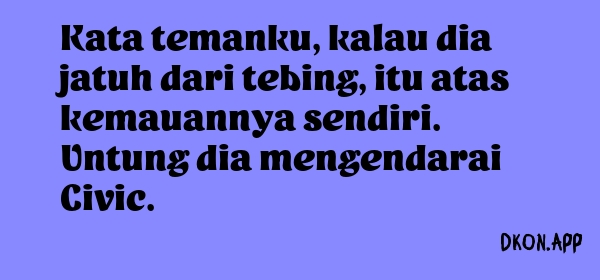 Kata temanku, kalau dia
jatuh dari tebing, itu atas
kemauannya sendiri.
Untung dia mengendarai
Civic.
DKON.APP